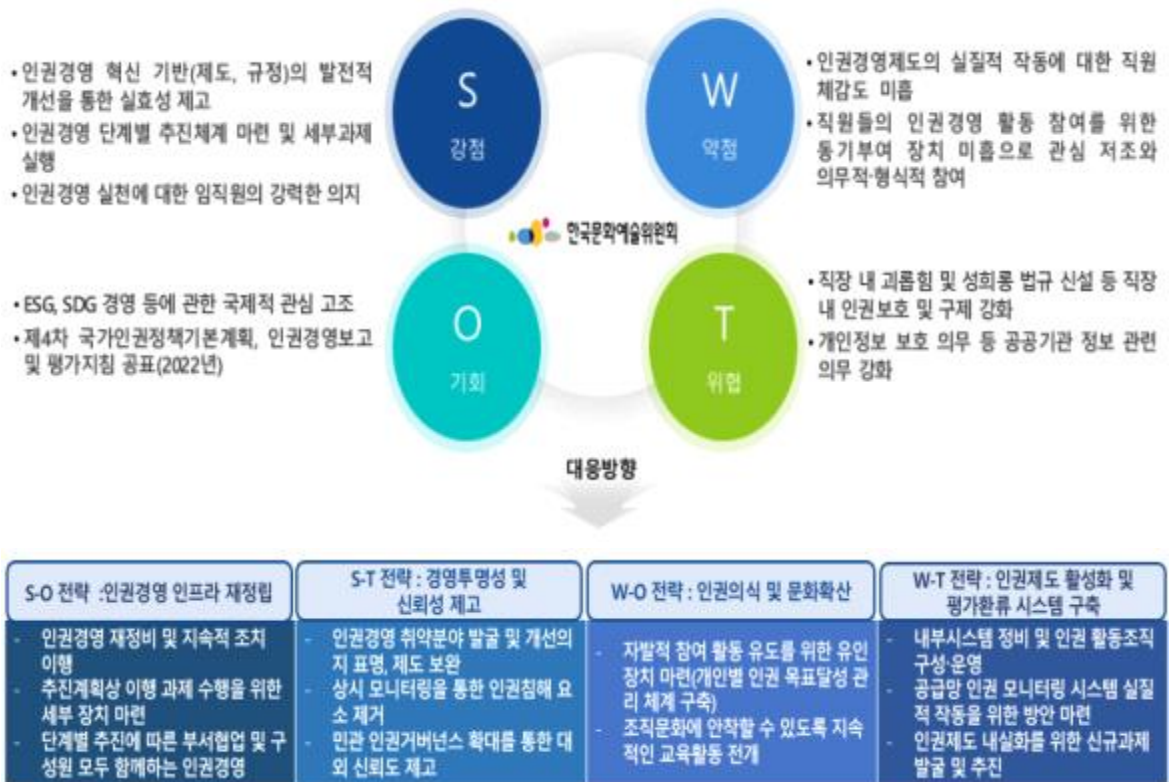 • 인권경영 혁신 기반(제도, 규정)의 발전적
개선을 통한 실효성 제고
• 인권경영 단계별 추진체계 마련 및 세부과제
실행
• 인권경영 실천에 대한 임직원의 강력한 의지
S
강점
W
약점
• 인권경영제도의 실질적 작동에 대한 직원
체감도 미흡
• 직원들의 인권경영 활동 참여를 위한
동기부여 장치 미흡으로 관심 저조와
의무적·형식적 참여
한국문화예술위원회
• ESG, SDG 경영 등에 관한 국제적 관심 고조
• 제4차 국가인권정책기본계획, 인권경영보고
및 평가지침 공표(2022년)
O
기회
T
위협
• 직장 내 괴롭힘 및 성희롱 법규 신설 등 직장
내 인권보호 및 구제 강화
• 개인정보 보호 의무 등 공공기관 정보 관련
의무 강화
대응방향
S-O 전략 :인권경영 인프라 재정립
- 인권경영 재정비 및 지속적 조치
이행
- 추진계획상 이행 과제 수행을 위한
세부 장치 마련
- 단계별 추진에 따른 부서협업 및 구
성원 모두 함께하는 인권경영
S-T 전략 : 경영투명성 및
신뢰성 제고
- 인권경영 취약분야 발굴 및 개선의
지 표명, 제도 보완
- 상시 모니터링을 통한 인권침해 요
소 제거
- 민관 인권거버넌스 확대를 통한 대
외 신뢰도 제고
W-O 전략 : 인권의식 및 문화확산
- 자발적 참여 활동 유도를 위한 유인
장치 마련(개인별 인권 목표달성 관
리 체계 구축)
- 조직문화에 안착할 수 있도록 지속
적인 교육활동 전개
W-T 전략 : 인권제도 활성화 및
평가환류 시스템 구축
- 내부시스템 정비 및 인권 활동조직
구성·운영
- 공급망 인권 모니터링 시스템 실질
적 작동을 위한 방안 마련
- 인권제도 내실화를 위한 신규과제
발굴 및 추진